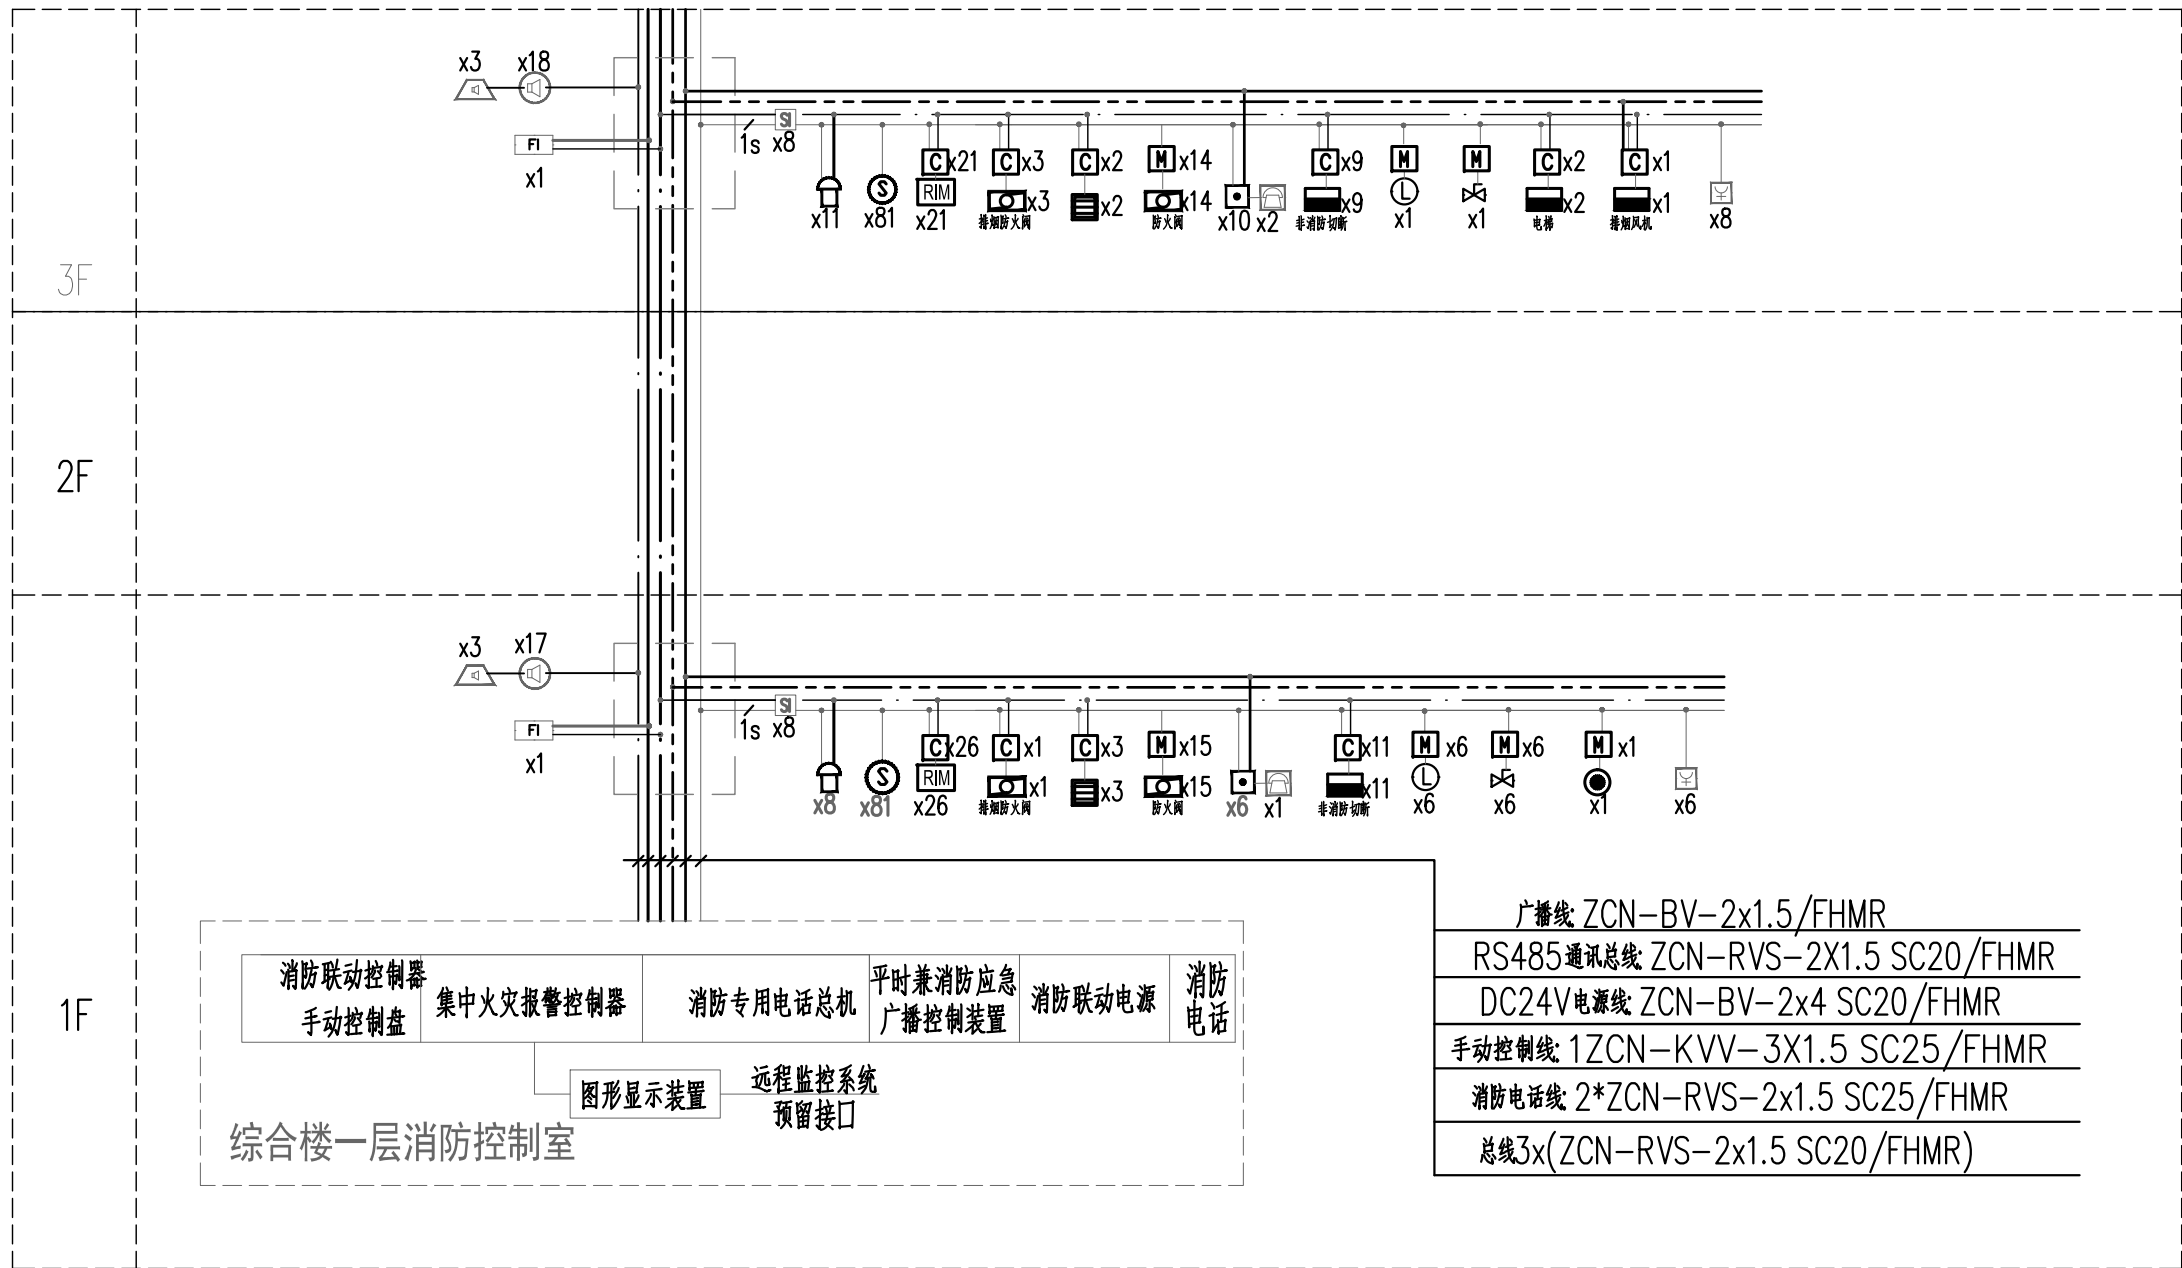 x3 x18
FI
x1
1s SI x8
C x21 C x3 C x2 M x14 C x9 M M C x2 C x1
x11 S x81 RIM x21 x3 x2 x14 x10 x2 x9 L x1 x1 x2 x1 x8
排烟防火阀 防火阀 非消防切断 电梯 排烟风机
3F
2F
x3 x17
FI
x1
1s SI x8
C x26 C x1 C x3 M x15 C x11 M x6 M x6 M x1
x8 S x81 RIM x26 x1 x3 x15 x6 x1 x11 L x6 x6 x1 x6
排烟防火阀 防火阀 非消防切断
1F
消防联动控制器
手动控制盘
集中火灾报警控制器
消防专用电话总机
平时兼消防应急
广播控制装置
消防联动电源
消防
电话
图形显示装置
远程监控系统
预留接口
综合楼一层消防控制室
广播线: ZCN-BV-2x1.5/FHMR
RS485通讯总线: ZCN-RVS-2X1.5 SC20/FHMR
DC24V电源线: ZCN-BV-2x4 SC20/FHMR
手动控制线: 1ZCN-KVV-3X1.5 SC25/FHMR
消防电话线: 2*ZCN-RVS-2x1.5 SC25/FHMR
总线3x(ZCN-RVS-2x1.5 SC20/FHMR)